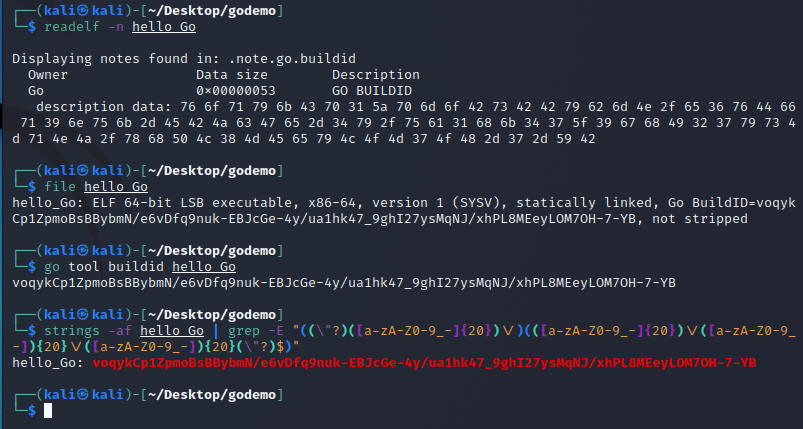 ┌──(kali㉿kali)-[~/Desktop/godemo]
└─$ readelf -n hello_Go

Displaying notes found in: .note.go.buildid
  Owner                Data size        Description
  Go                   0×00000053       GO BUILDID
   description data: 76 6f 71 79 6b 43 70 31 5a 70 6d 6f 42 73 42 42 79 62 6d 4e 2f 65 36 76 44 66
 71 39 6e 75 6b 2d 45 42 4a 63 47 65 2d 34 79 2f 75 61 31 68 6b 34 37 5f 39 67 68 49 32 37 79 73 4
d 71 4e 4a 2f 78 68 50 4c 38 4d 45 65 79 4c 4f 4d 37 4f 48 2d 37 2d 59 42

┌──(kali㉿kali)-[~/Desktop/godemo]
└─$ file hello_Go
hello_Go: ELF 64-bit LSB executable, x86-64, version 1 (SYSV), statically linked, Go BuildID=voqyk
Cp1ZpmoBsBBybmN/e6vDfq9nuk-EBJcGe-4y/ua1hk47_9ghI27ysMqNJ/xhPL8MEeyLOM7OH-7-YB, not stripped

┌──(kali㉿kali)-[~/Desktop/godemo]
└─$ go tool buildid hello_Go
voqykCp1ZpmoBsBBybmN/e6vDfq9nuk-EBJcGe-4y/ua1hk47_9ghI27ysMqNJ/xhPL8MEeyLOM7OH-7-YB

┌──(kali㉿kali)-[~/Desktop/godemo]
└─$ strings -af hello_Go | grep -E "((\"?)([a-zA-Z0-9_-]{20})\/)(([a-zA-Z0-9_-]{20})\/([a-zA-Z0-9_
-]){20}\/([a-zA-Z0-9_-]){20}(\"?)$)"
hello_Go: voqykCp1ZpmoBsBBybmN/e6vDfq9nuk-EBJcGe-4y/ua1hk47_9ghI27ysMqNJ/xhPL8MEeyLOM7OH-7-YB

┌──(kali㉿kali)-[~/Desktop/godemo]
└─$